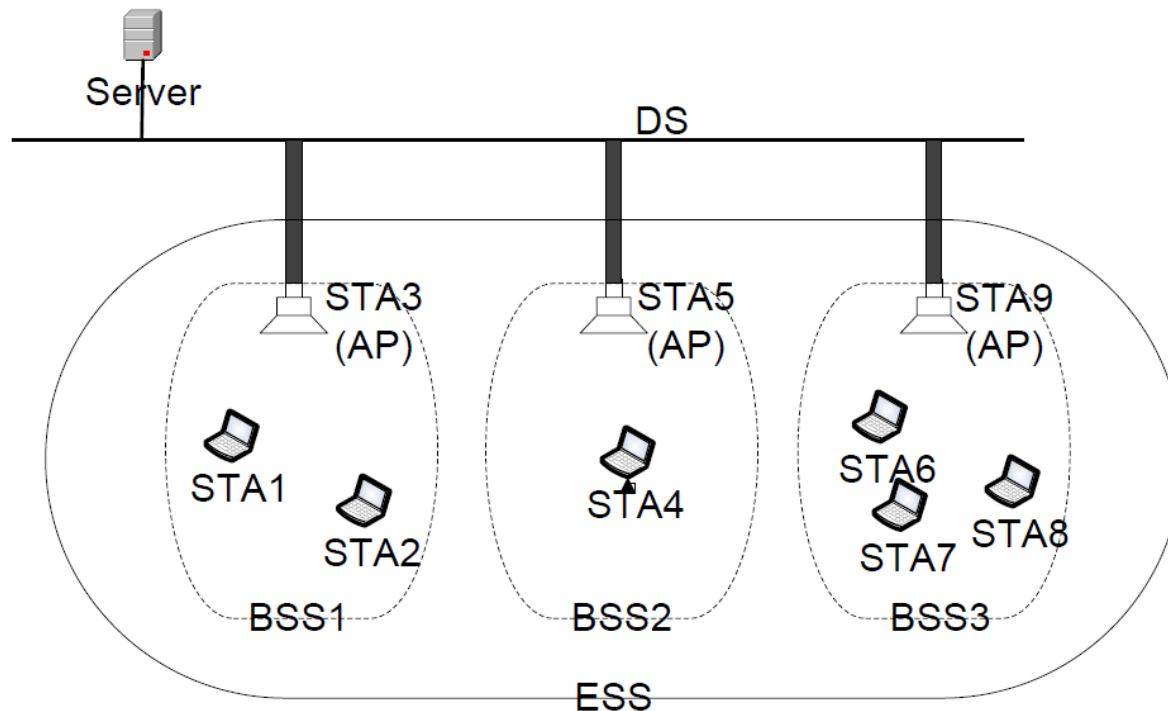 Server
DS
STA3
(AP)
STA5
(AP)
STA9
(AP)
STA1
STA2
STA4
STA6
STA7
STA8
BSS1
BSS2
BSS3
ESS